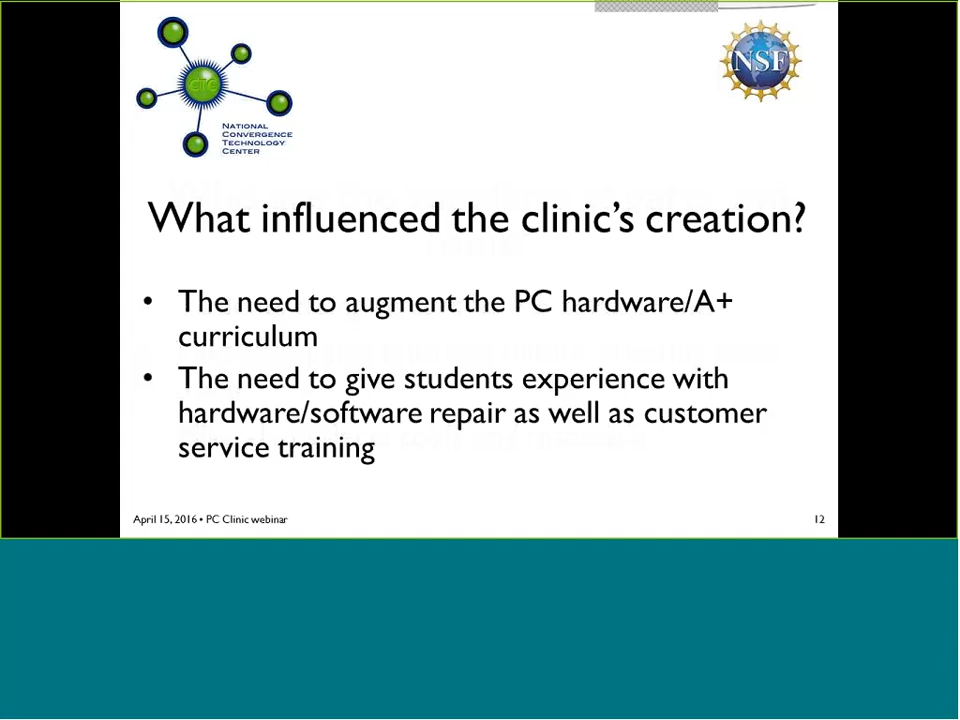 CTC
NATIONAL
CONVERGENCE
TECHNOLOGY
CENTER
NSF
What influenced the clinic's creation?
• The need to augment the PC hardware/A+
curriculum
• The need to give students experience with
hardware/software repair as well as customer
service training
April 15, 2016 • PC Clinic webinar
12